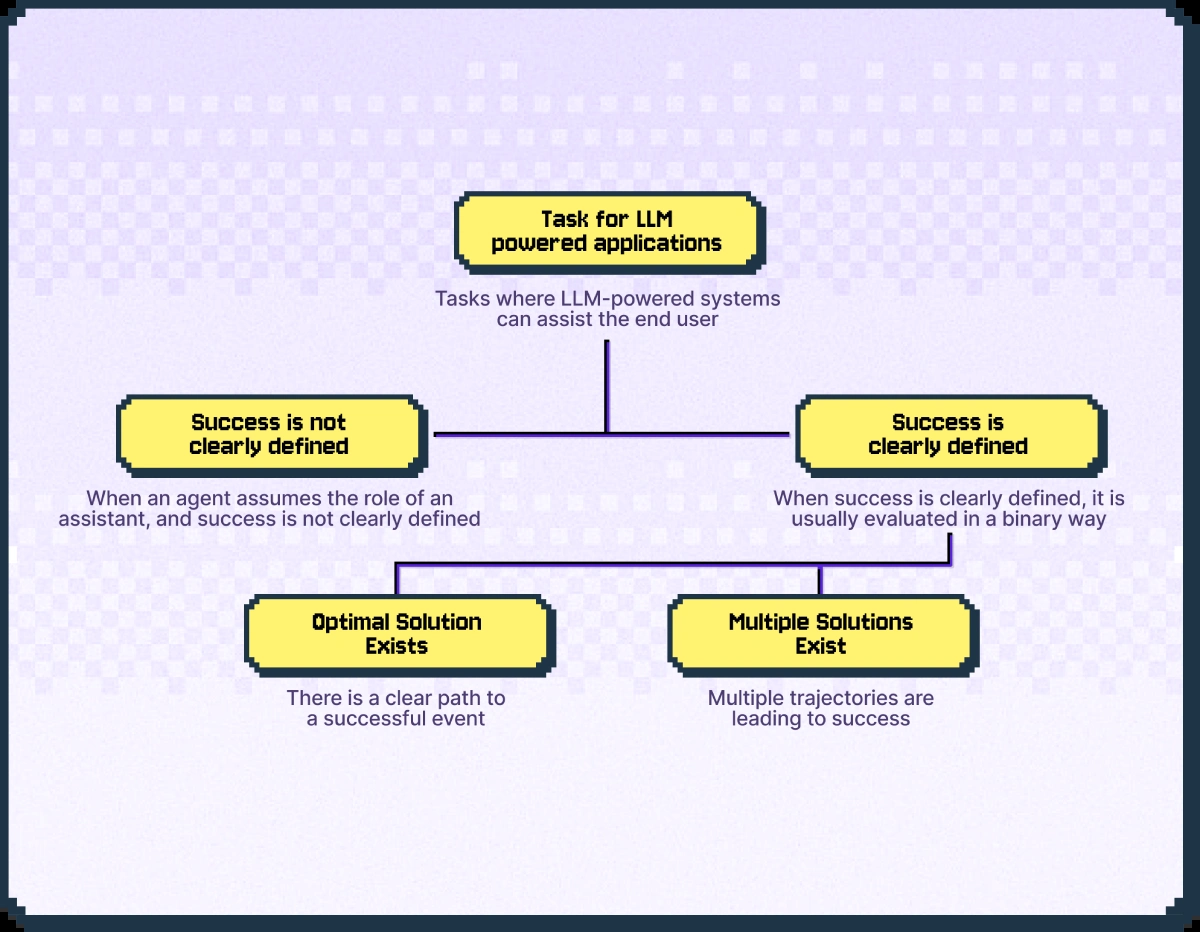 Task for LLM
powered applications
Tasks where LLM-powered systems
can assist the end user
Success is not
clearly defined
When an agent assumes the role of an
assistant, and success is not clearly defined
Success is
clearly defined
When success is clearly defined, it is
usually evaluated in a binary way
Optimal Solution
Exists
There is a clear path to
a successful event
Multiple Solutions
Exist
Multiple trajectories are
leading to success